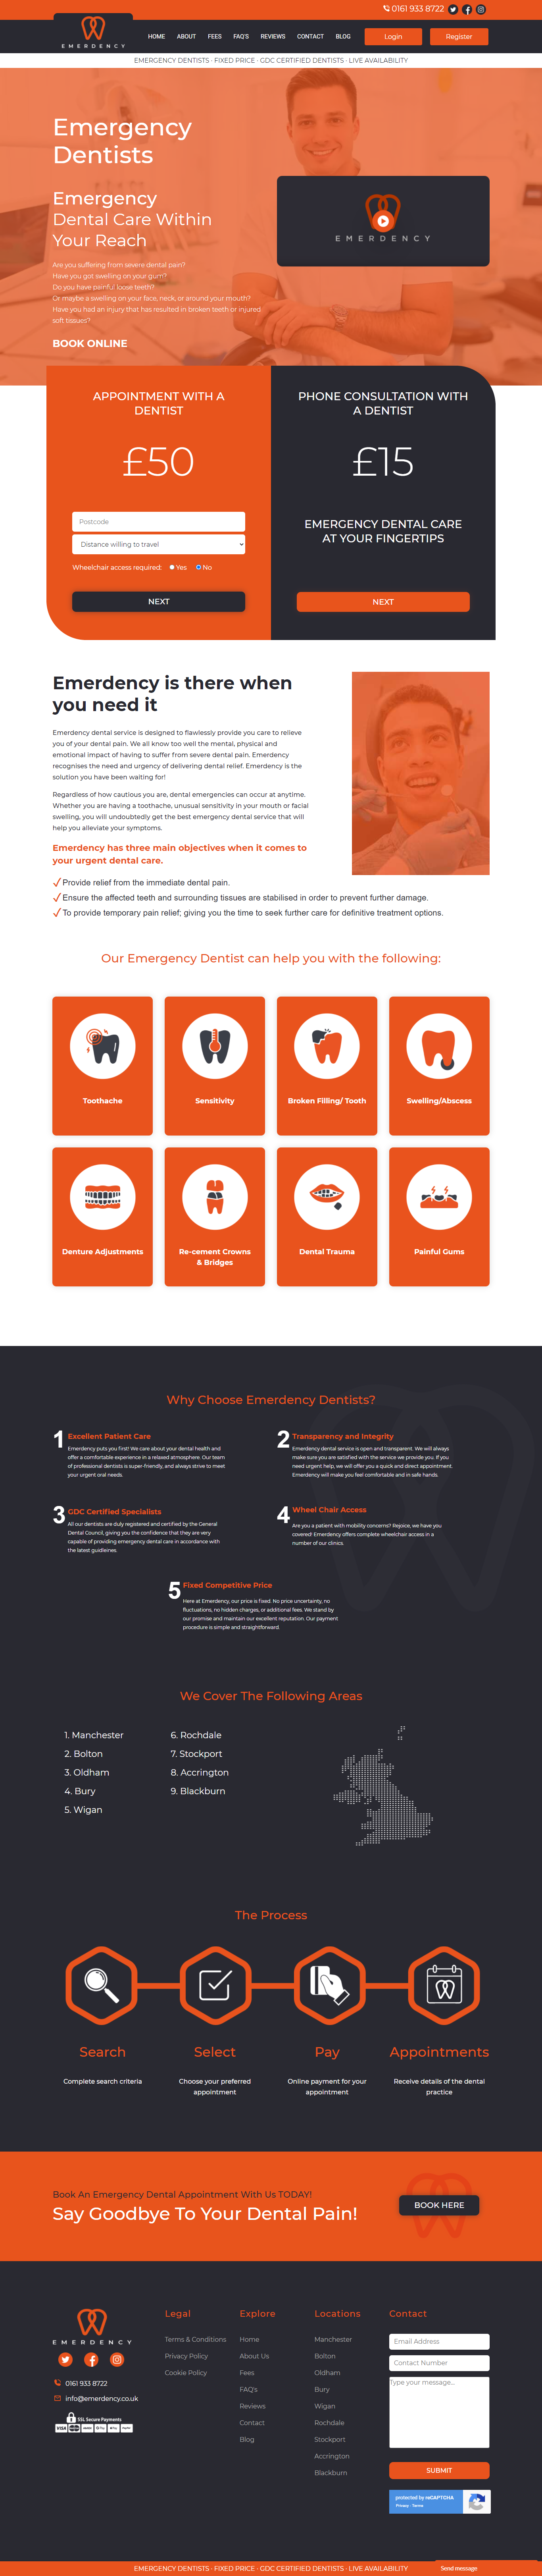 0161 933 8722
EMERDENCY
HOME ABOUT FEES FAQ'S REVIEWS CONTACT BLOG Login Register
EMERGENCY DENTISTS · FIXED PRICE · GDC CERTIFIED DENTISTS · LIVE AVAILABILITY
Emergency
Dentists
Emergency
Dental Care Within
Your Reach
EMERDENCY
Are you suffering from severe dental pain?
Have you got swelling on your gum?
Do you have painful loose teeth?
Or maybe a swelling on your face, neck, or around your mouth?
Have you had an injury that has resulted in broken teeth or injured
soft tissues?
BOOK ONLINE
APPOINTMENT WITH A
DENTIST
£50
Postcode
Distance willing to travel
Wheelchair access required: Yes No
NEXT
PHONE CONSULTATION WITH
A DENTIST
£15
EMERGENCY DENTAL CARE
AT YOUR FINGERTIPS
NEXT
Emerdency is there when
you need it
Emerdency dental service is designed to flawlessly provide you care to relieve
you of your dental pain. We all know too well the mental, physical and
emotional impact of having to suffer from severe dental pain. Emerdency
recognises the need and urgency of delivering dental relief. Emerdency is the
solution you have been waiting for!
Regardless of how cautious you are, dental emergencies can occur at anytime.
Whether you are having a toothache, unusual sensitivity in your mouth or facial
swelling, you will undoubtedly get the best emergency dental service that will
help you alleviate your symptoms.
Emerdency has three main objectives when it comes to
your urgent dental care.
Provide relief from the immediate dental pain.
Ensure the affected teeth and surrounding tissues are stabilised in order to prevent further damage.
To provide temporary pain relief; giving you the time to seek further care for definitive treatment options.
Our Emergency Dentist can help you with the following:
Toothache
Sensitivity
Broken Filling/ Tooth
Swelling/Abscess
Denture Adjustments
Re-cement Crowns
& Bridges
Dental Trauma
Painful Gums
Why Choose Emerdency Dentists?
1 Excellent Patient Care
Emerdency puts you first! We care about your dental health and
offer a comfortable experience in a relaxed atmosphere. Our team
of professional dentists is super-friendly, and always strive to meet
your urgent oral needs.
2 Transparency and Integrity
Emerdency dental service is open and transparent. We will always
make sure you are satisfied with the service we provide you. If you
need urgent help, we will offer you a quick and direct appointment.
Emerdency will make you feel comfortable and in safe hands.
3 GDC Certified Specialists
All our dentists are duly registered and certified by the General
Dental Council, giving you the confidence that they are very
capable of providing emergency dental care in accordance with
the latest guidleines.
4 Wheel Chair Access
Are you a patient with mobility concerns? Rejoice, we have you
covered! Emerdency offers complete wheelchair access in a
number of our clinics.
5 Fixed Competitive Price
Here at Emerdency, our price is fixed. No price uncertainty, no
fluctuations, no hidden charges, or additional fees. We stand by
our promise and maintain our excellent reputation. Our payment
procedure is simple and straightforward.
We Cover The Following Areas
1. Manchester
2. Bolton
3. Oldham
4. Bury
5. Wigan
6. Rochdale
7. Stockport
8. Accrington
9. Blackburn
The Process
Search
Complete search criteria
Select
Choose your preferred
appointment
Pay
Online payment for your
appointment
Appointments
Receive details of the dental
practice
Book An Emergency Dental Appointment With Us TODAY!
Say Goodbye To Your Dental Pain!
BOOK HERE
EMERDENCY
0161 933 8722
info@emerdency.co.uk
SSL Secure Payments
VISA
Legal
Terms & Conditions
Privacy Policy
Cookie Policy
Explore
Home
About Us
Fees
FAQ's
Reviews
Contact
Blog
Locations
Manchester
Bolton
Oldham
Bury
Wigan
Rochdale
Stockport
Accrington
Blackburn
Contact
Email Address
Contact Number
Type your message...
SUBMIT
protected by reCAPTCHA
Privacy - Terms
EMERGENCY DENTISTS · FIXED PRICE · GDC CERTIFIED DENTISTS · LIVE AVAILABILITY
Send message